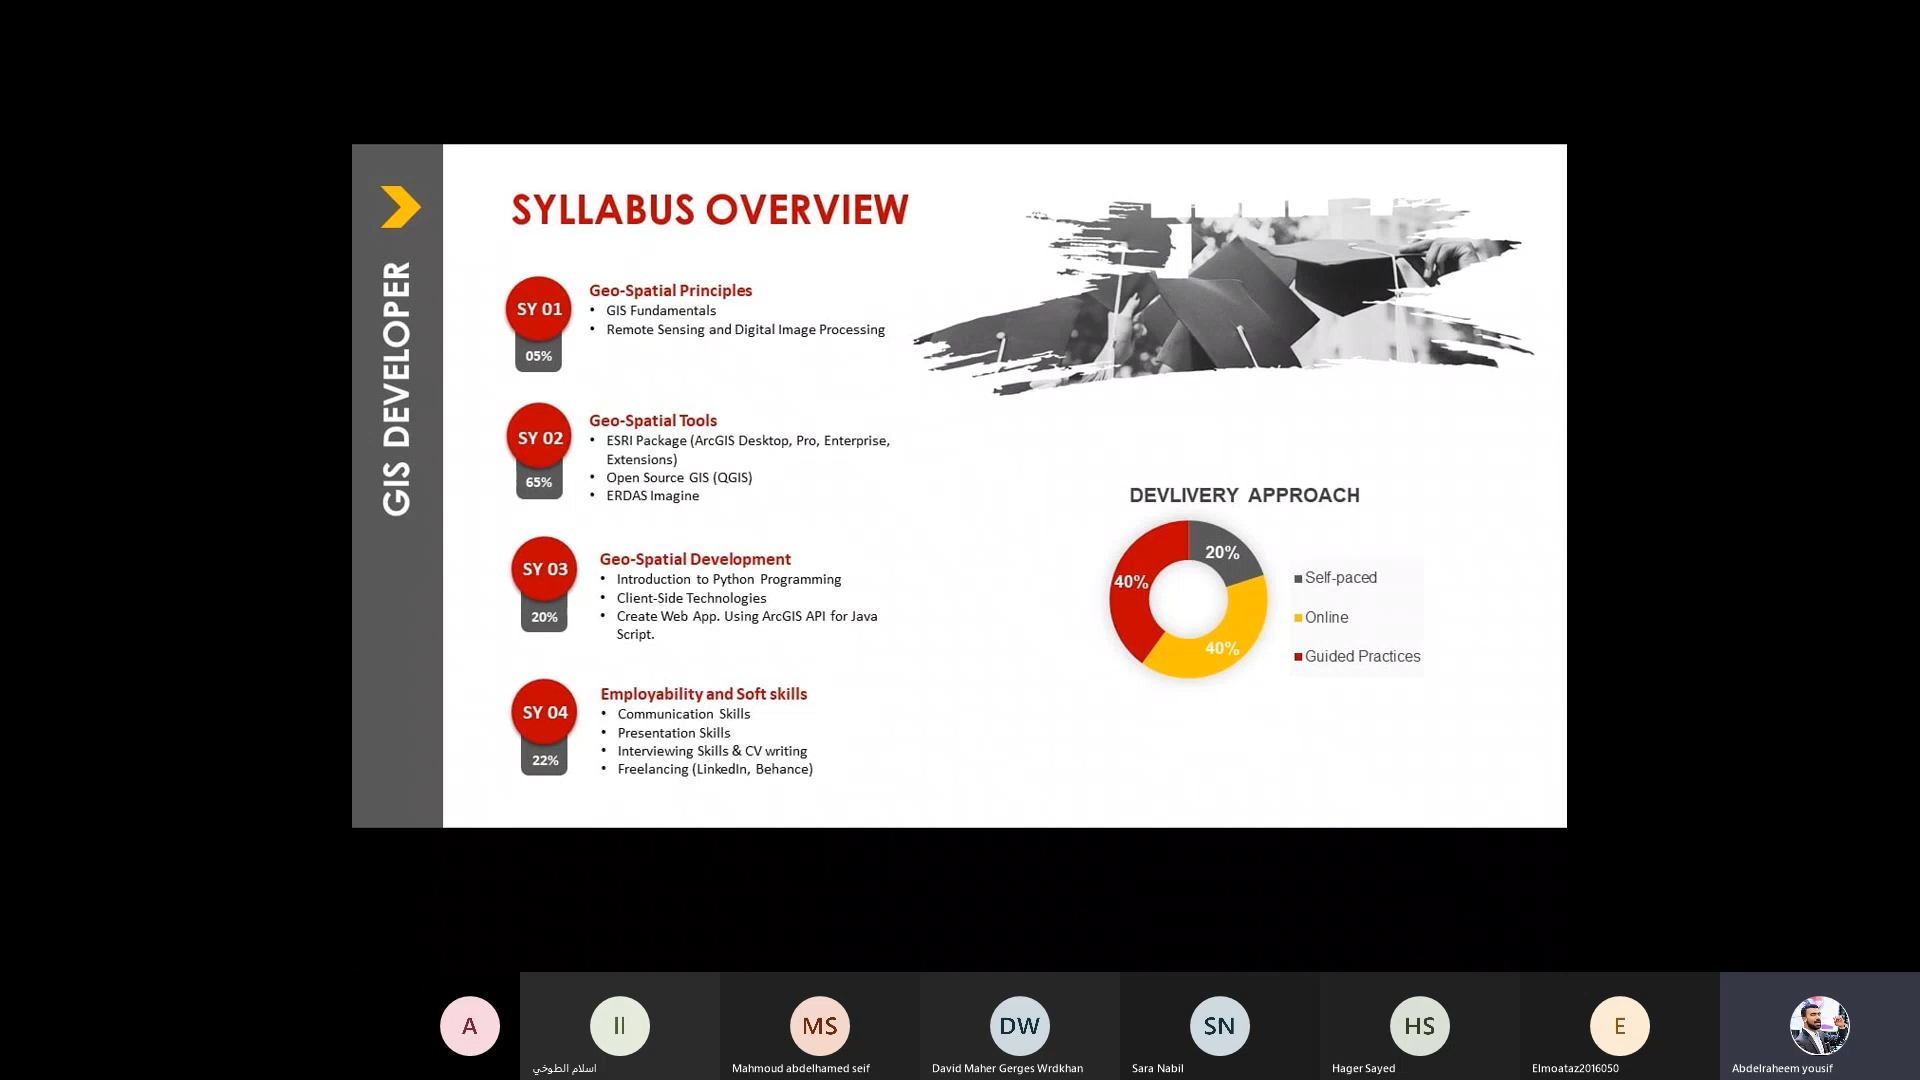 GIS DEVELOPER
SYLLABUS OVERVIEW
SY 01
05%
Geo-Spatial Principles
• GIS Fundamentals
• Remote Sensing and Digital Image Processing
SY 02
65%
Geo-Spatial Tools
• ESRI Package (ArcGIS Desktop, Pro, Enterprise,
Extensions)
• Open Source GIS (QGIS)
• ERDAS Imagine
SY 03
20%
Geo-Spatial Development
• Introduction to Python Programming
• Client-Side Technologies
• Create Web App. Using ArcGIS API for Java
Script.
SY 04
22%
Employability and Soft skills
• Communication Skills
• Presentation Skills
• Interviewing Skills & CV writing
• Freelancing (LinkedIn, Behance)
DEVLIVERY APPROACH
20%
40%
40%
Self-paced
Online
Guided Practices
A
اا
MS
DW
SN
HS
E
اسلام الطوخي
Mahmoud abdelhamed seif
David Maher Gerges Wrdkhan
Sara Nabil
Hager Sayed
Elmoataz2016050
Abdelraheem yousif